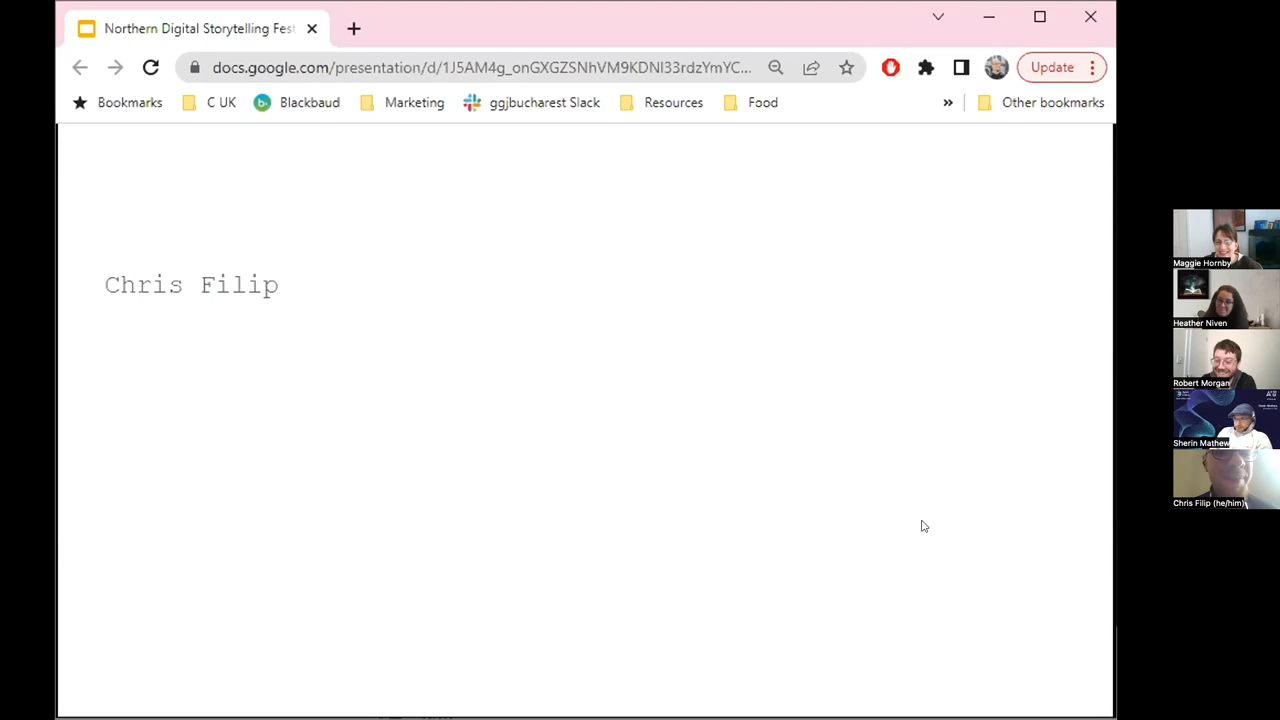 Northern Digital Storytelling Fest
docs.google.com/presentation/d/1J5AM4g_onGXGZSNhVM9KDNI33rdzYmYC...
Update
Bookmarks
C UK
Blackbaud
Marketing
ggjbucharest Slack
Resources
Food
»
Other bookmarks
Chris Filip
Maggie Hornby
Heather Niven
Robert Morgan
Sherin Mathew
Chris Filip (he/him)